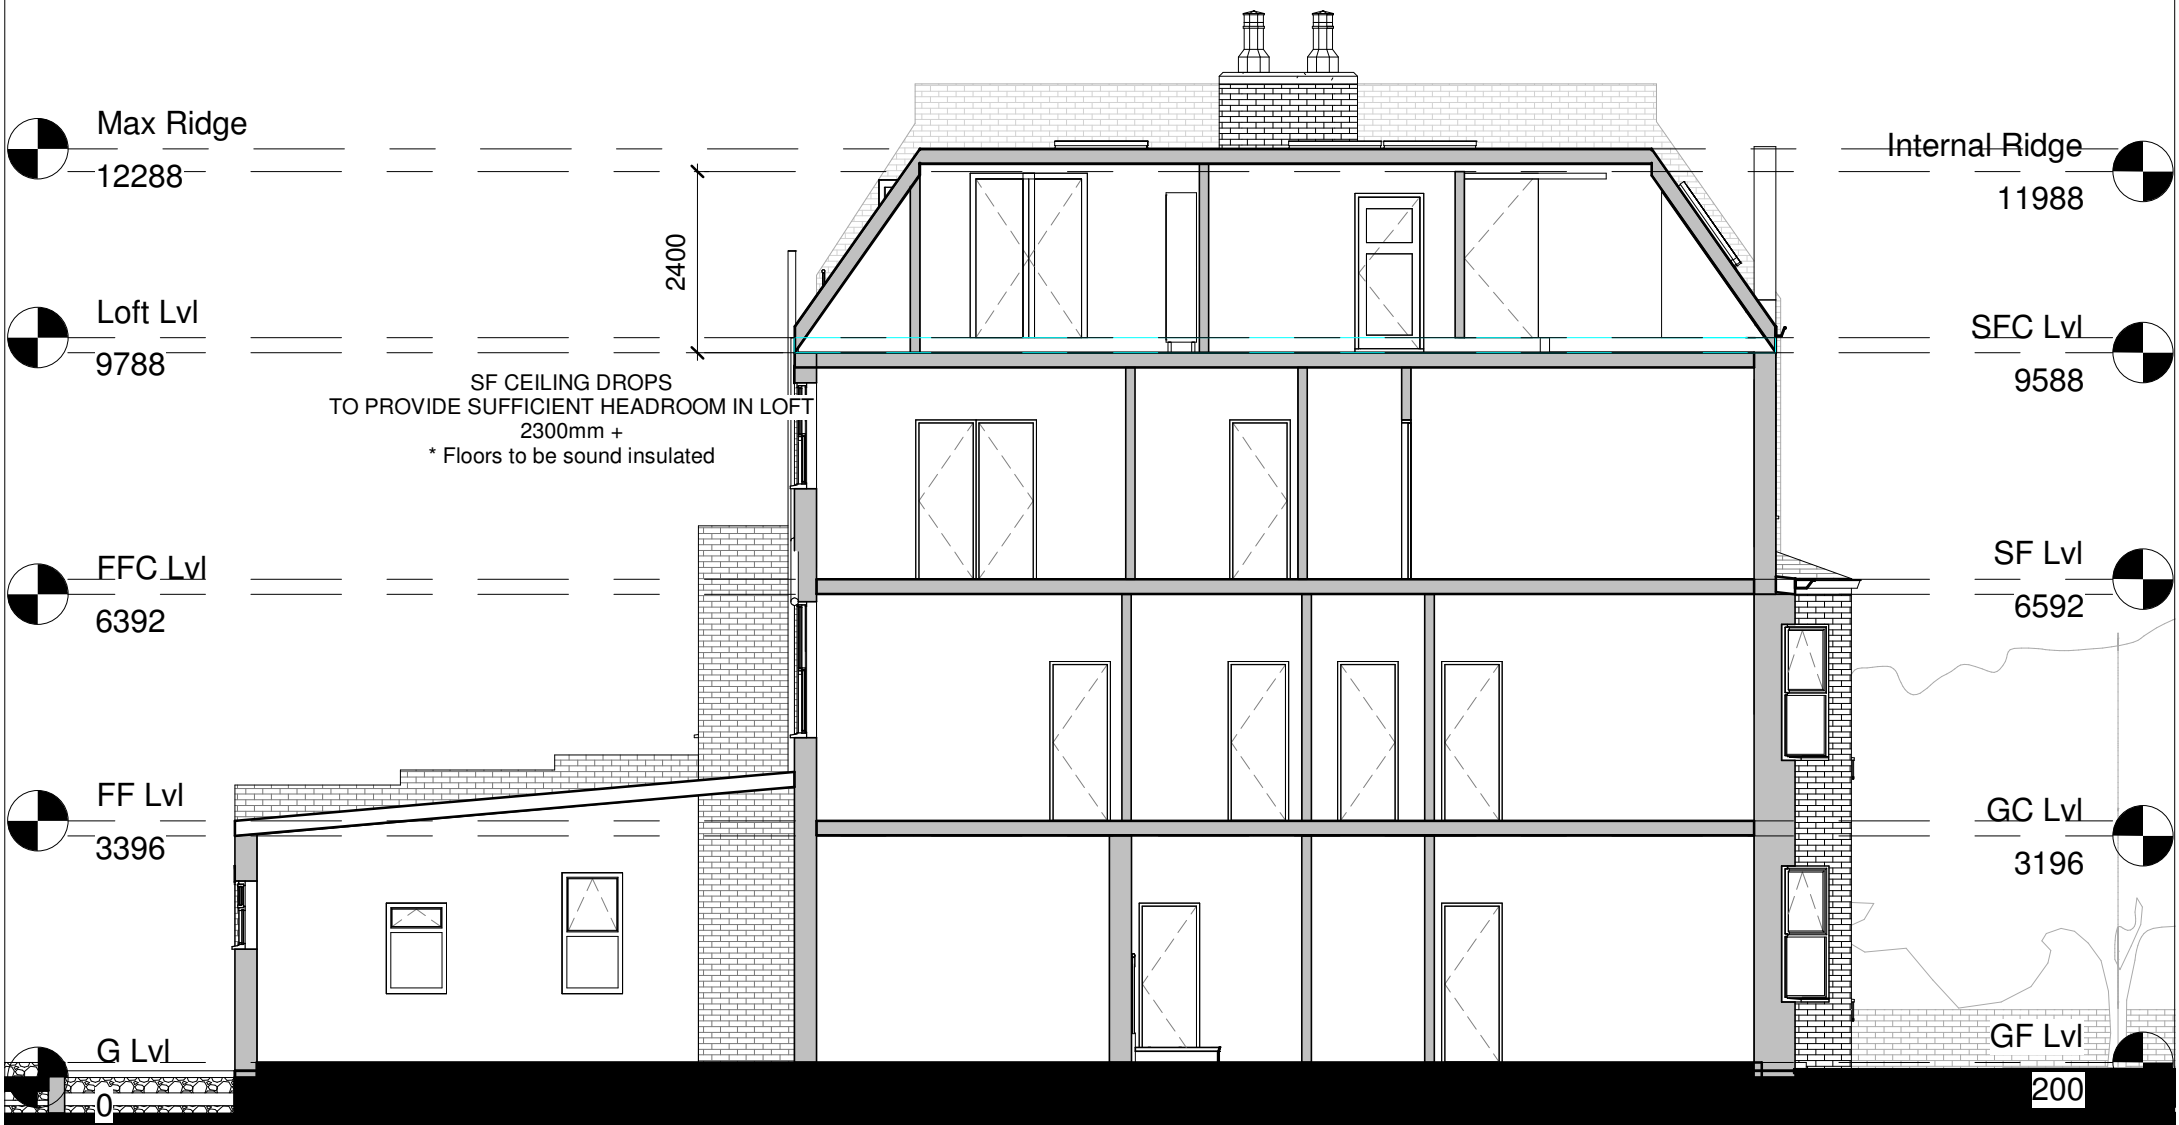 Max Ridge
12288
Internal Ridge
11988
2400
Loft Lvl
9788
SFC Lvl
9588
SF CEILING DROPS
TO PROVIDE SUFFICIENT HEADROOM IN LOFT
2300mm +
* Floors to be sound insulated
FFC Lvl
6392
SF Lvl
6592
FF Lvl
3396
GC Lvl
3196
G Lvl
0
GF Lvl
200